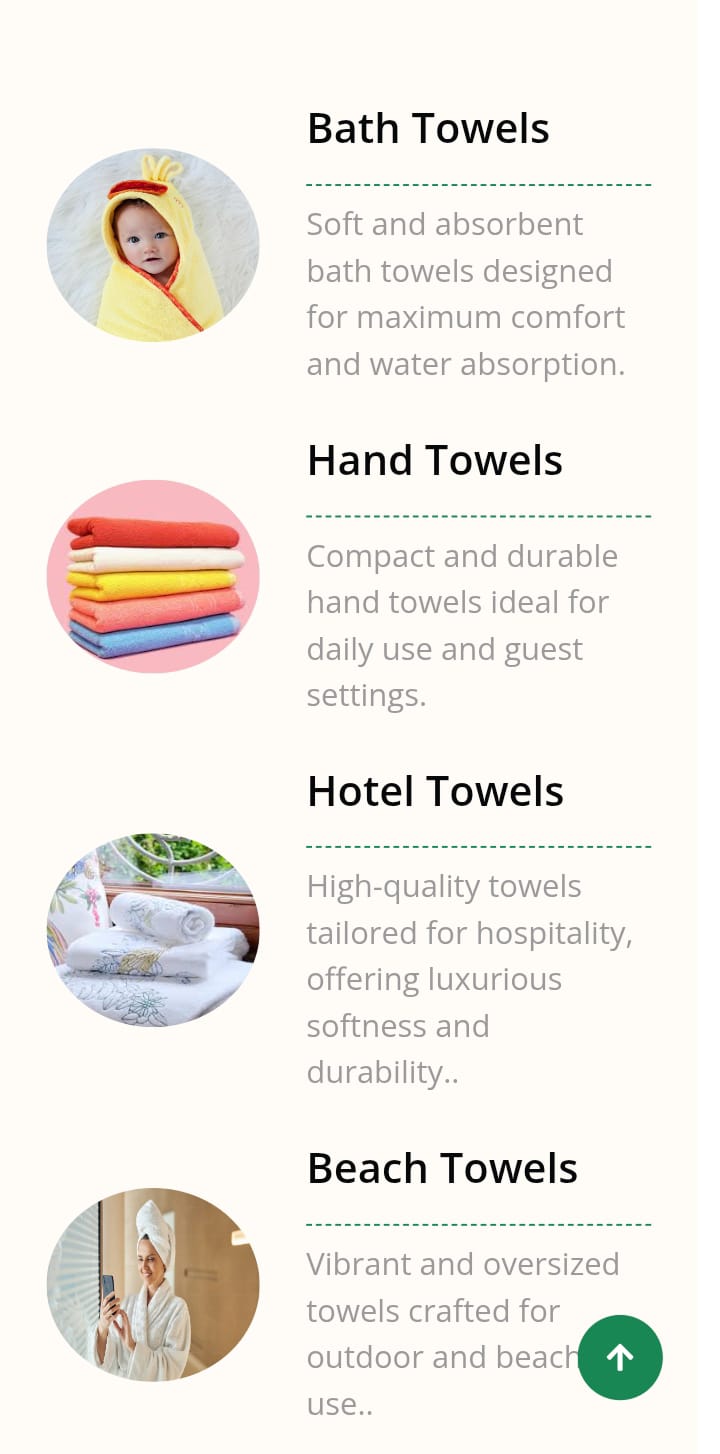 Bath Towels
Soft and absorbent
bath towels designed
for maximum comfort
and water absorption.
Hand Towels
Compact and durable
hand towels ideal for
daily use and guest
settings.
Hotel Towels
High-quality towels
tailored for hospitality,
offering luxurious
softness and
durability..
Beach Towels
Vibrant and oversized
towels crafted for
outdoor and beach
use..